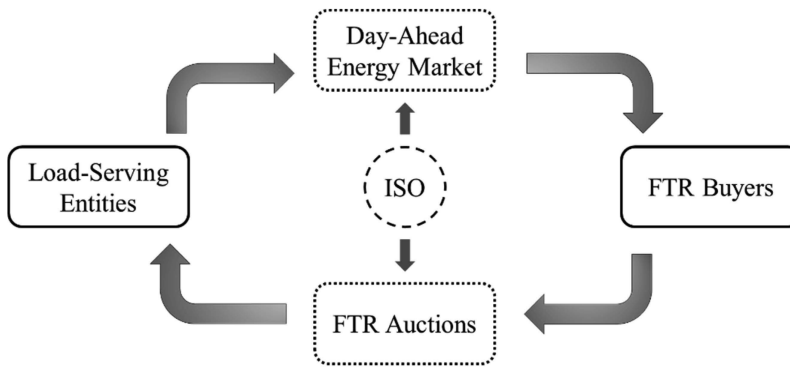 Day-Ahead
Energy Market
Load-Serving
Entities
ISO
FTR Buyers
FTR Auctions